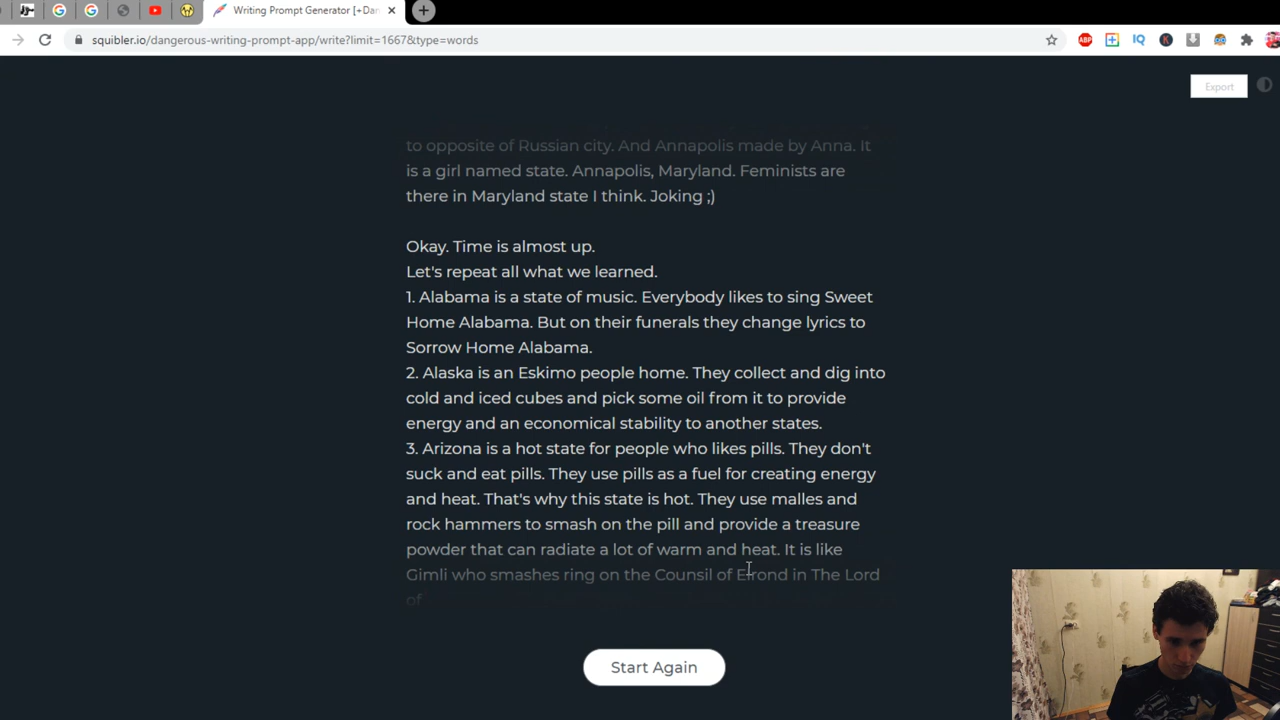 Writing Prompt Generator [+Dan
squibler.io/dangerous-writing-prompt-app/write?limit=1667&type=words
ABP
IQ
K
Export
to opposite of Russian city. And Annapolis made by Anna. It
is a girl named state. Annapolis, Maryland. Feminists are
there in Maryland state I think. Joking ;)
Okay. Time is almost up.
Let's repeat all what we learned.
1. Alabama is a state of music. Everybody likes to sing Sweet
Home Alabama. But on their funerals they change lyrics to
Sorrow Home Alabama.
2. Alaska is an Eskimo people home. They collect and dig into
cold and iced cubes and pick some oil from it to provide
energy and an economical stability to another states.
3. Arizona is a hot state for people who likes pills. They don't
suck and eat pills. They use pills as a fuel for creating energy
and heat. That's why this state is hot. They use malles and
rock hammers to smash on the pill and provide a treasure
powder that can radiate a lot of warm and heat. It is like
Gimli who smashes ring on the Counsil of Elrond in The Lord
of
Start Again